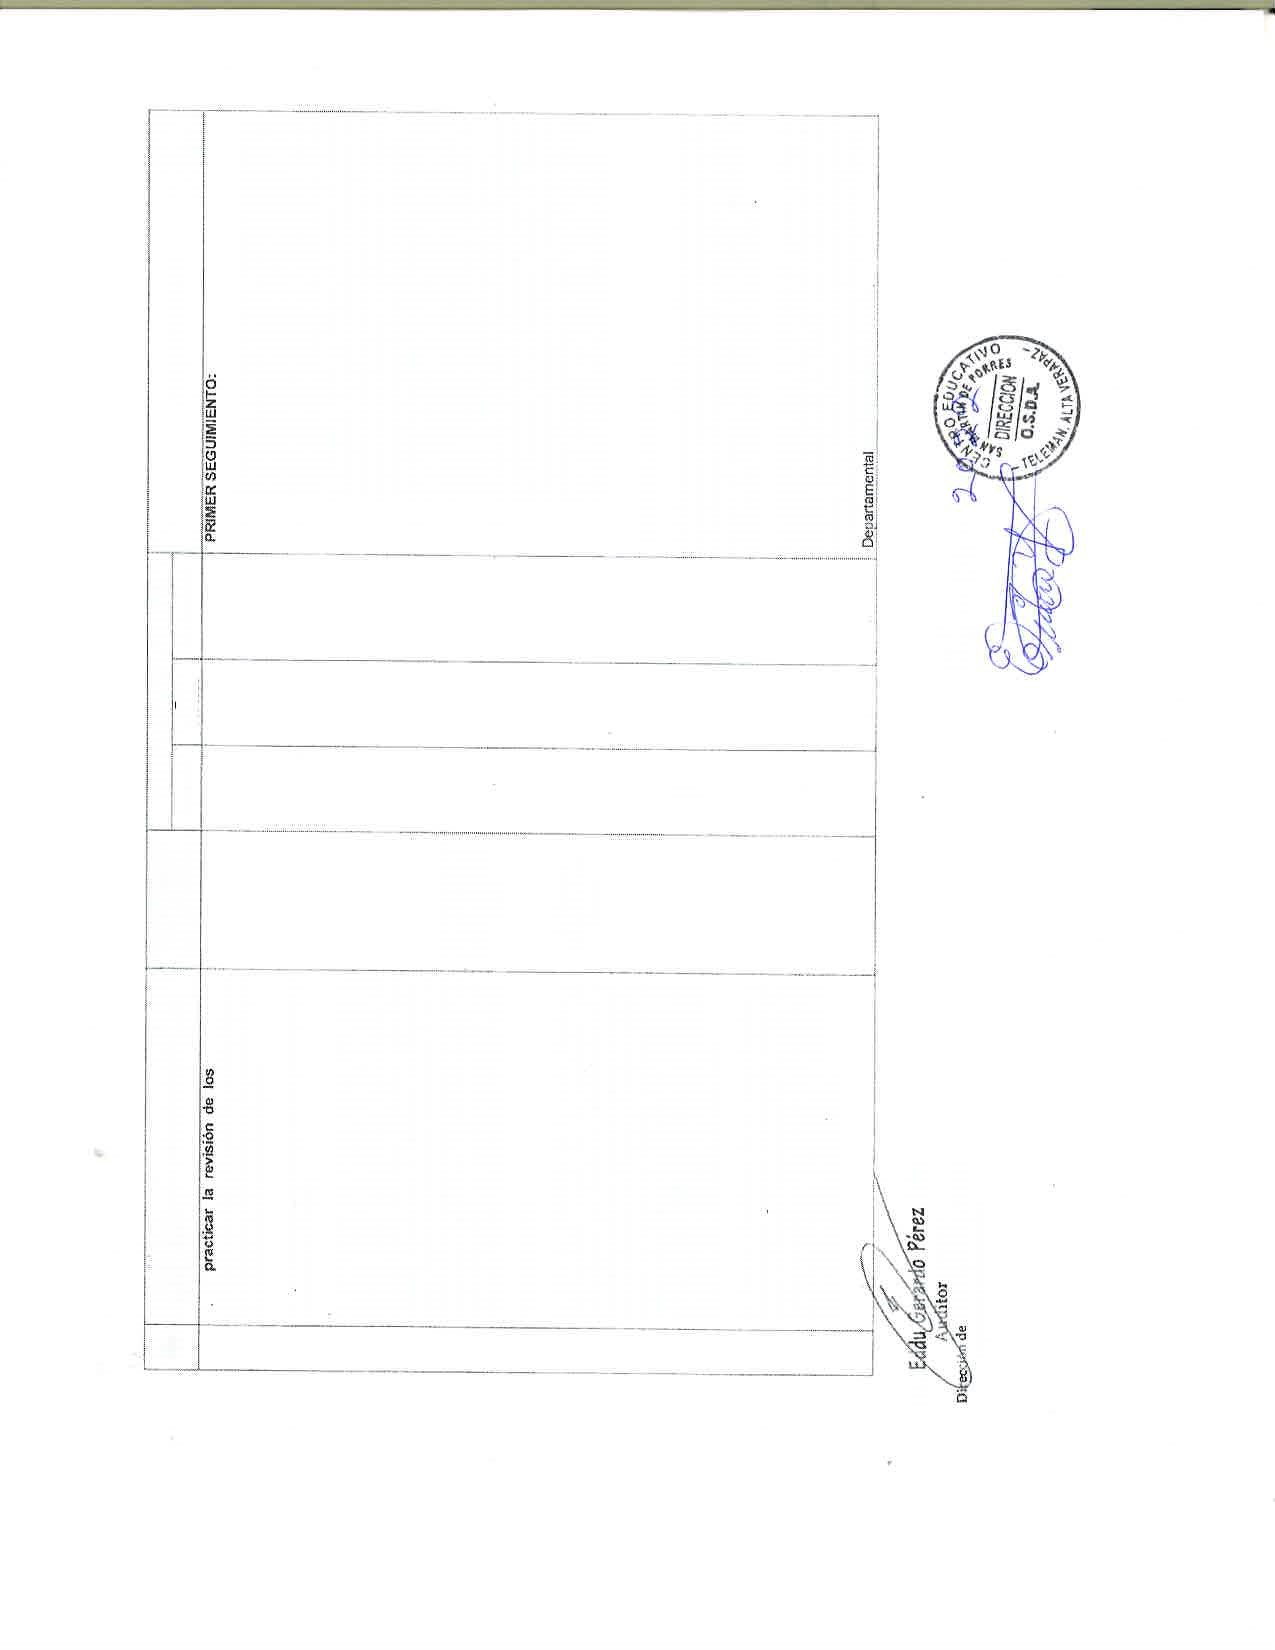 practicar la revisión de los
PRIMER SEGUIMIENTO:
Departamental
Eddu Gerardo Pérez
Auditor
Dirección de
CENTRO EDUCATIVO
SAN MARTIN DE PORRES
DIRECCION
O.S.D.A.
-TELEMAN, ALTA VERAPAZ-